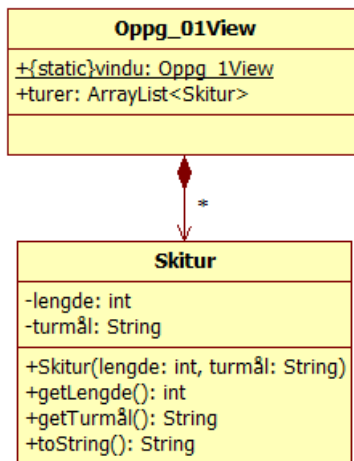 Oppg_01View
+{static}vindu: Oppg_1View
+turer: ArrayList<Skitur>
*
Skitur
-lengde: int
-turmål: String
+Skitur(lengde: int, turmål: String)
+getLengde(): int
+getTurmål(): String
+toString(): String